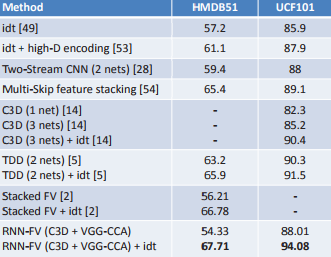 Method HMDB51 UCF101
idt [49] 57.2 85.9
idt + high-D encoding [53] 61.1 87.9
Two-Stream CNN (2 nets) [28] 59.4 88
Multi-Skip feature stacking [54] 65.4 89.1
C3D (1 net) [14] - 82.3
C3D (3 nets) [14] - 85.2
C3D (3 nets) + idt [14] - 90.4
TDD (2 nets) [5] 63.2 90.3
TDD (2 nets) + idt [5] 65.9 91.5
Stacked FV [2] 56.21
Stacked FV + idt [2] 66.78
RNN-FV (C3D + VGG-CCA) 54.33 88.01
RNN-FV (C3D + VGG-CCA) + idt 67.71 94.08